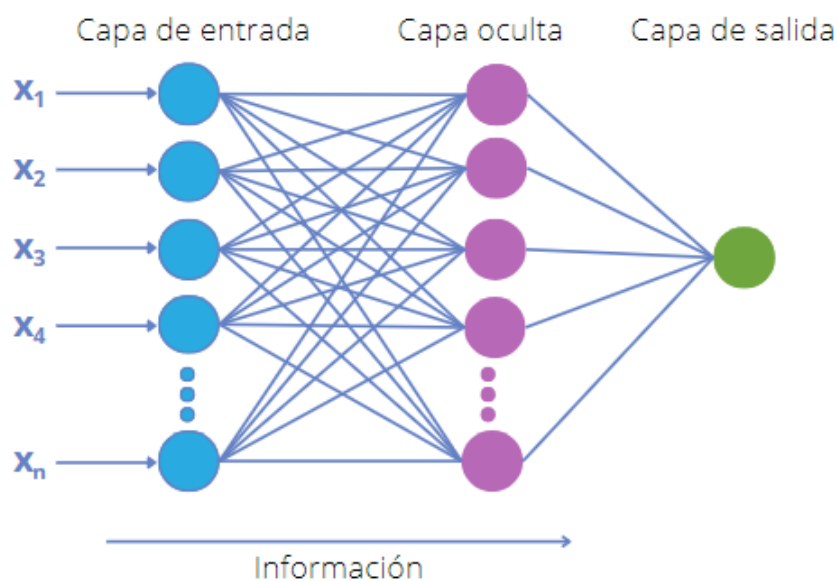 Capa de entrada
Capa oculta
Capa de salida
x₁
x₂
x₃
x₄
xₙ
Información